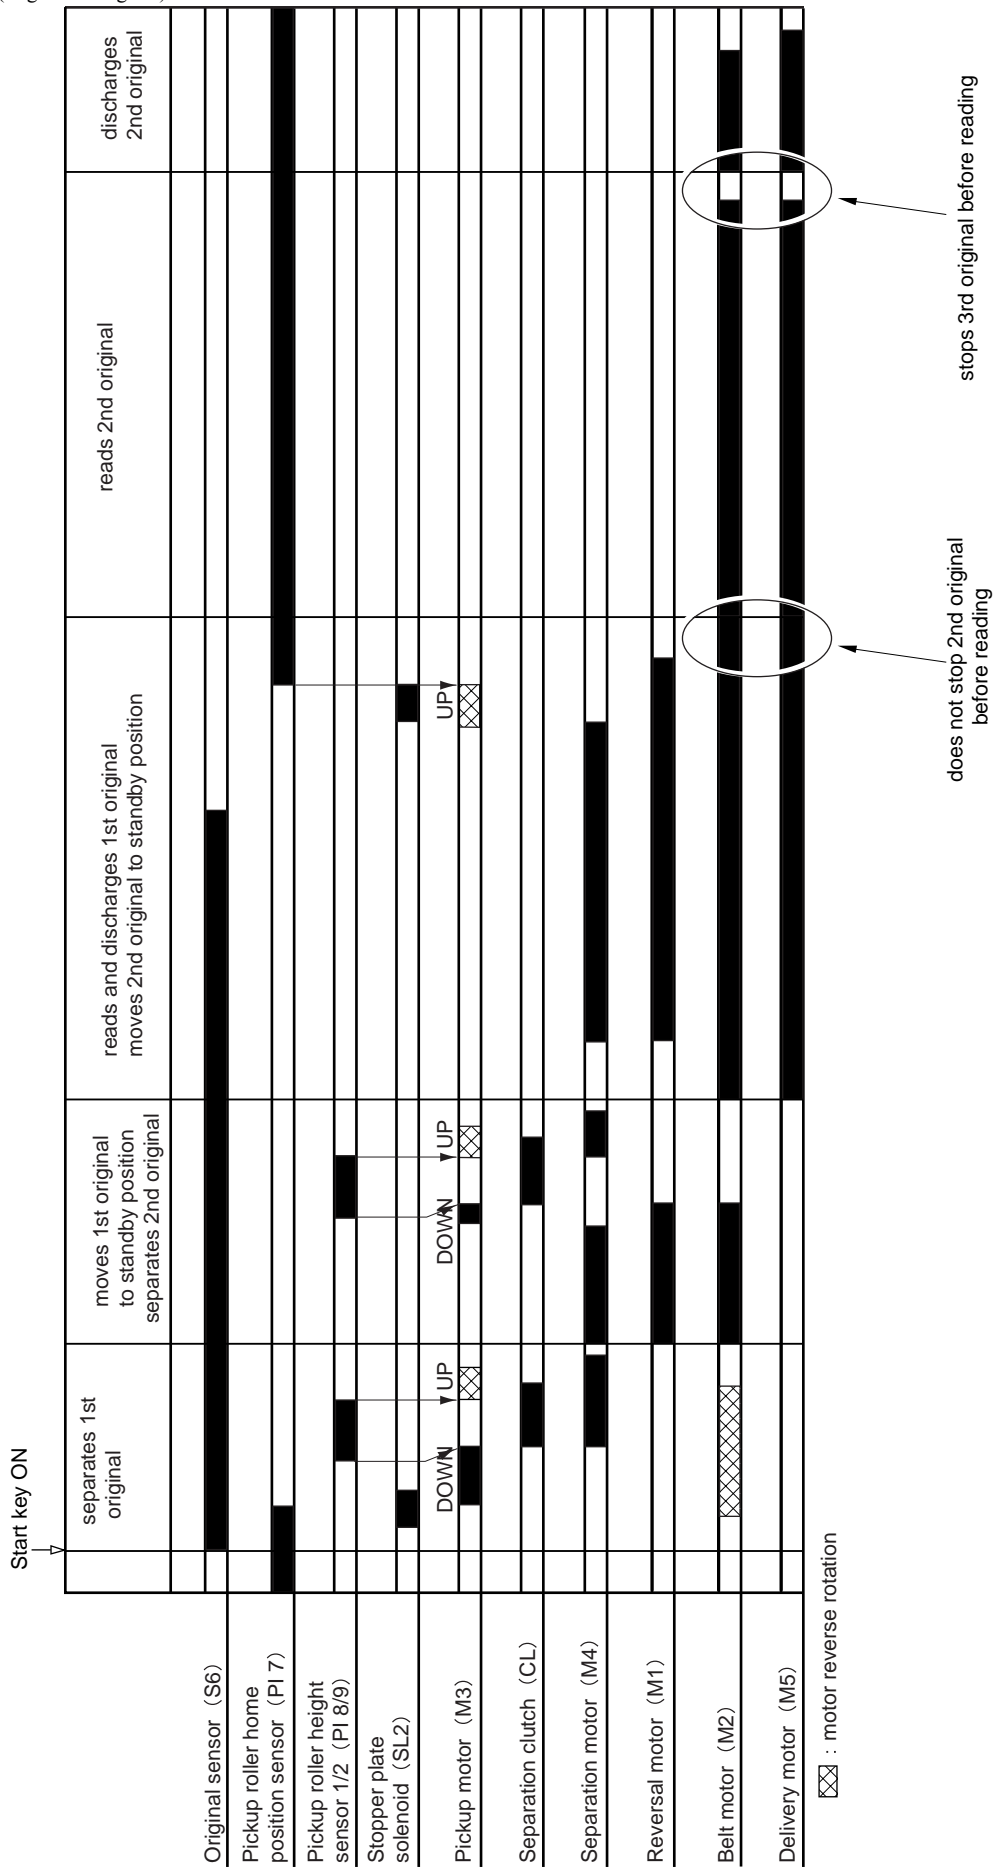 Start key ON
separates 1st
original
moves 1st original
to standby position
separates 2nd original
reads and discharges 1st original
moves 2nd original to standby position
reads 2nd original
discharges
2nd original
Original sensor (S6)
Pickup roller home
position sensor (PI 7)
Pickup roller height
sensor 1/2 (PI 8/9)
Stopper plate
solenoid (SL2)
Pickup motor (M3)
DOWN
UP
DOWN
UP
UP
Separation clutch (CL)
Separation motor (M4)
Reversal motor (M1)
Belt motor (M2)
Delivery motor (M5)
: motor reverse rotation
does not stop 2nd original
before reading
stops 3rd original before reading